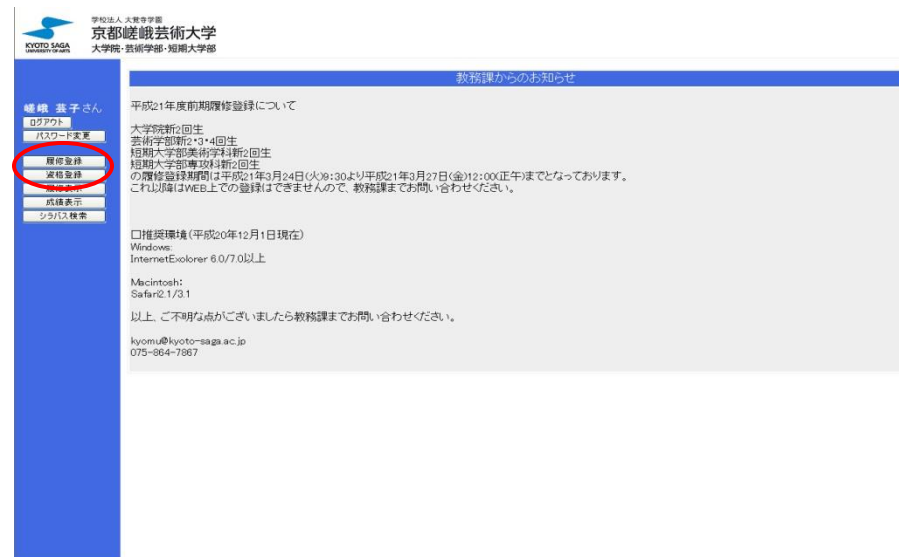 学校法人 大覚寺学園
京都嵯峨芸術大学
大学院・芸術学部・短期大学部
KYOTO SAGA
UNIVERSITY OF ARTS
教務課からのお知らせ
嵯峨 芸子さん
ログアウト
パスワード変更
履修登録
資格登録
履修表示
成績表示
シラバス検索
平成21年度前期履修登録について
大学院新2回生
芸術学部新2・3・4回生
短期大学部美術学科新2回生
短期大学部専攻科新2回生
の履修登録期間は平成21年3月24日(火)9:30より平成21年3月27日(金)12:00(正午)までとなっております。
これ以降はWEB上での登録はできませんので、教務課までお問い合わせください。
□推奨環境(平成20年12月1日現在)
Windows:
InternetExolorer 6.0/7.0以上
Macintosh:
Safari2.1/3.1
以上、ご不明な点がございましたら教務課までお問い合わせください。
kyomu@kyoto-saga.ac.jp
075-864-7867